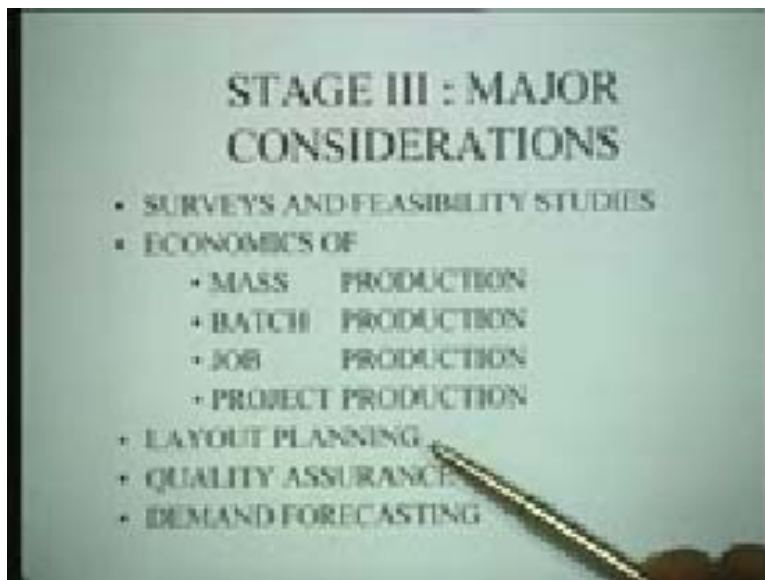 STAGE III : MAJOR
CONSIDERATIONS
• SURVEYS AND FEASIBILITY STUDIES
• ECONOMICS OF
• MASS PRODUCTION
• BATCH PRODUCTION
• JOB PRODUCTION
• PROJECT PRODUCTION
• LAYOUT PLANNING
• QUALITY ASSURANCE
• DEMAND FORECASTING